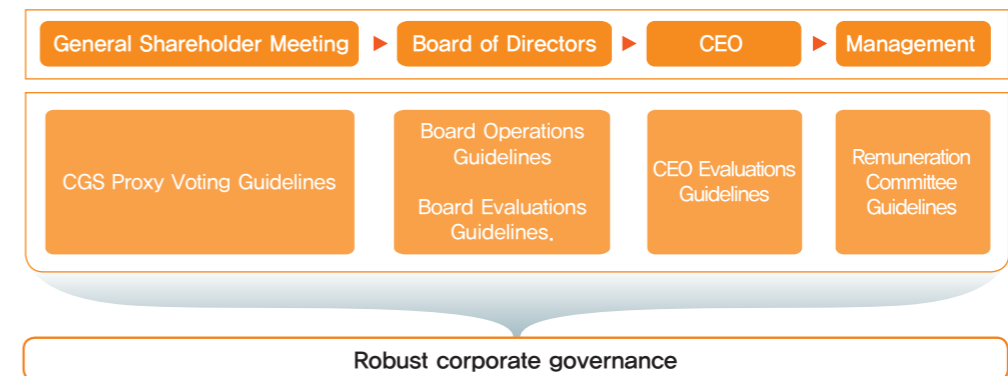 General Shareholder Meeting
Board of Directors
CEO
Management
CGS Proxy Voting Guidelines
Board Operations
Guidelines
Board Evaluations
Guidelines.
CEO Evaluations
Guidelines
Remuneration
Committee
Guidelines
Robust corporate governance